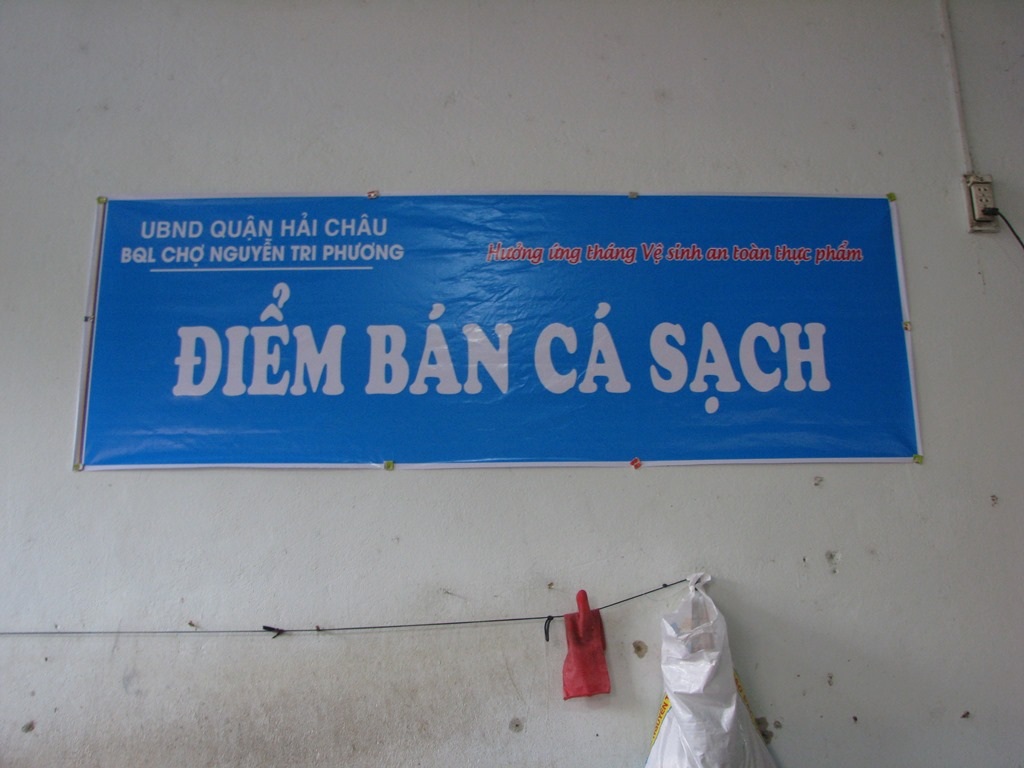 UBND QUẬN HẢI CHÂU
BQL CHỢ NGUYỄN TRI PHƯƠNG
Hưởng ứng tháng Vệ sinh an toàn thực phẩm
ĐIỂM BÁN CÁ SẠCH